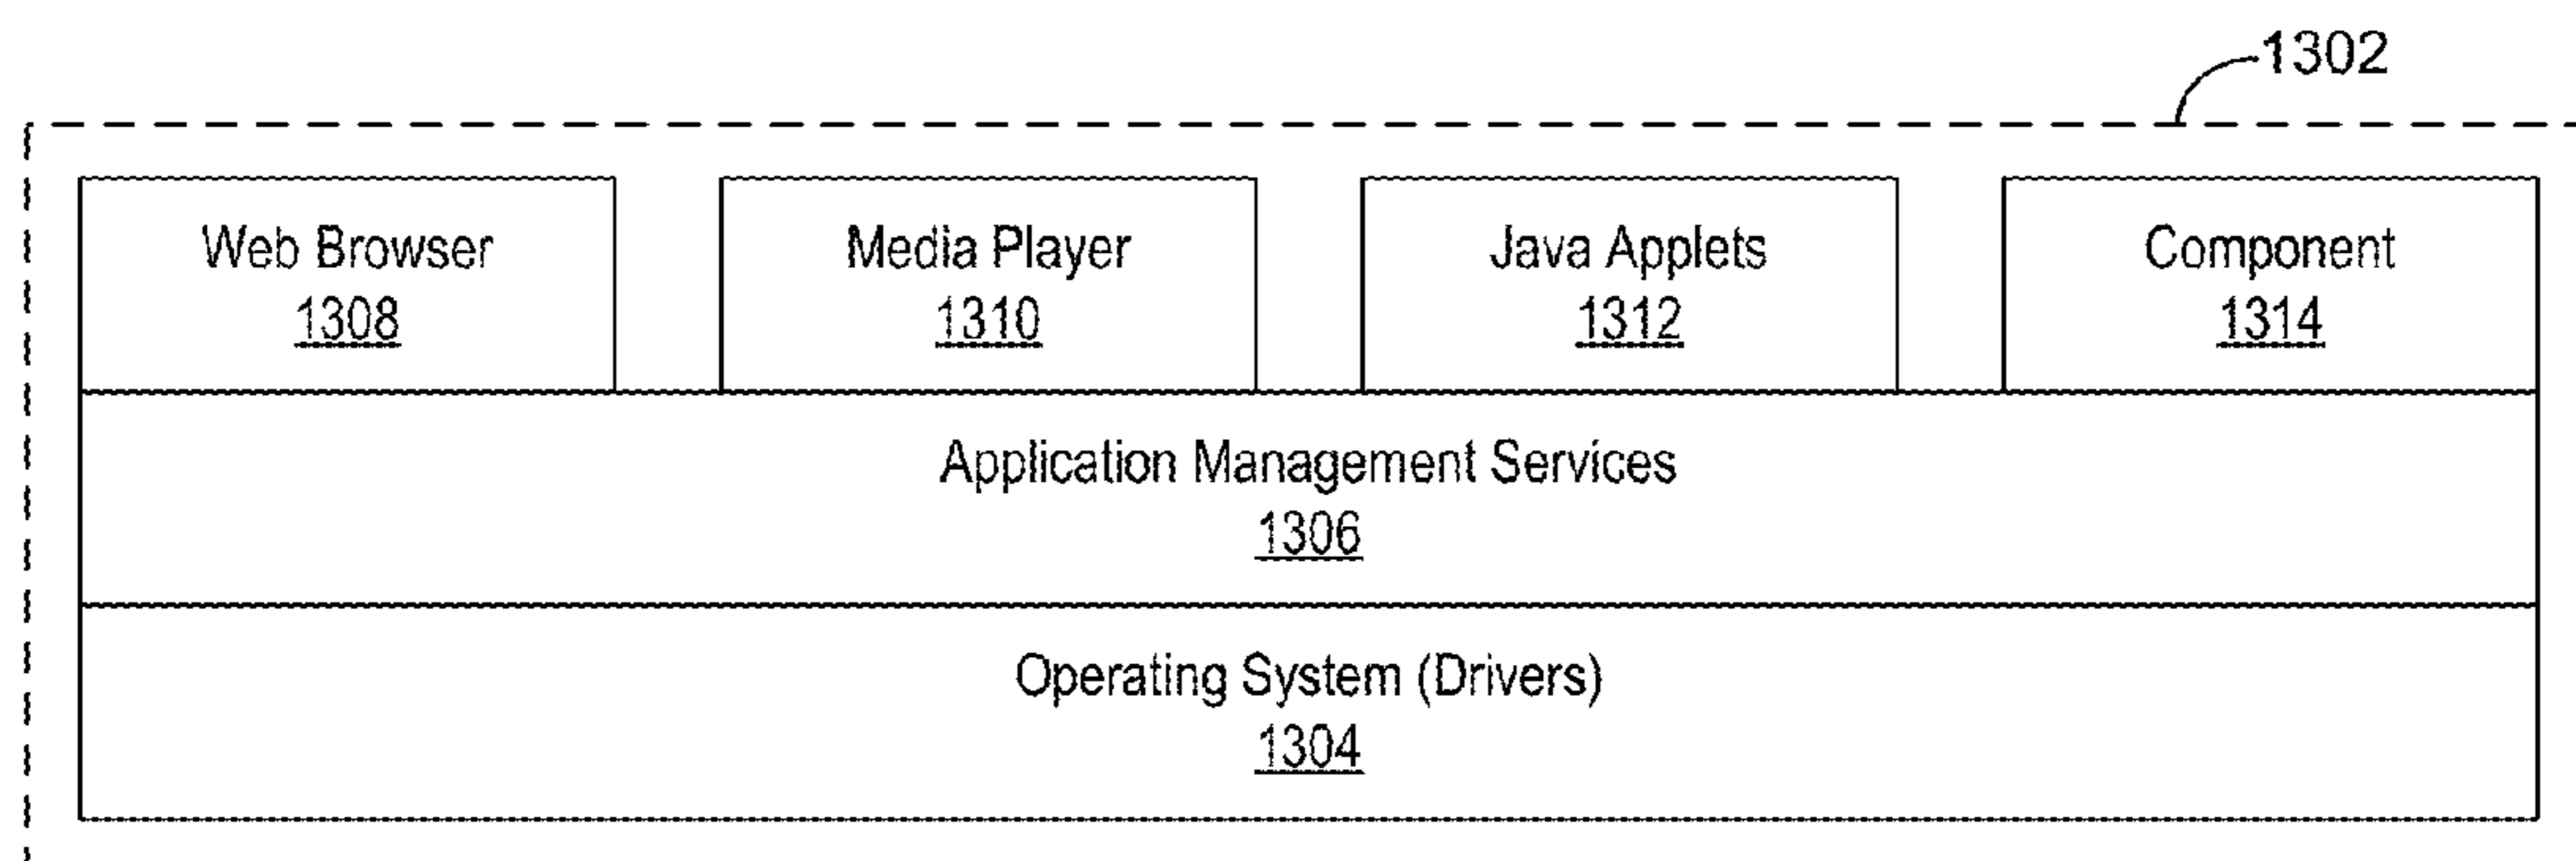 1302
Web Browser
1308
Media Player
1310
Java Applets
1312
Component
1314
Application Management Services
1306
Operating System (Drivers)
1304